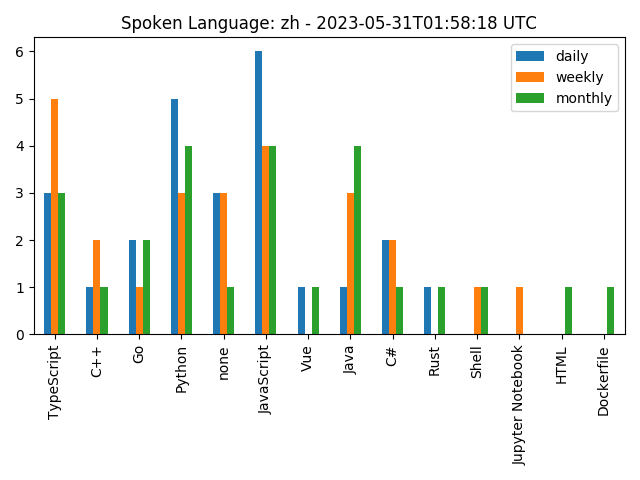 Spoken Language: zh - 2023-05-31T01:58:18 UTC
daily
weekly
monthly
6
5
4
3
2
1
0
TypeScript
C++
Go
Python
none
JavaScript
Vue
Java
C#
Rust
Shell
Jupyter Notebook
HTML
Dockerfile